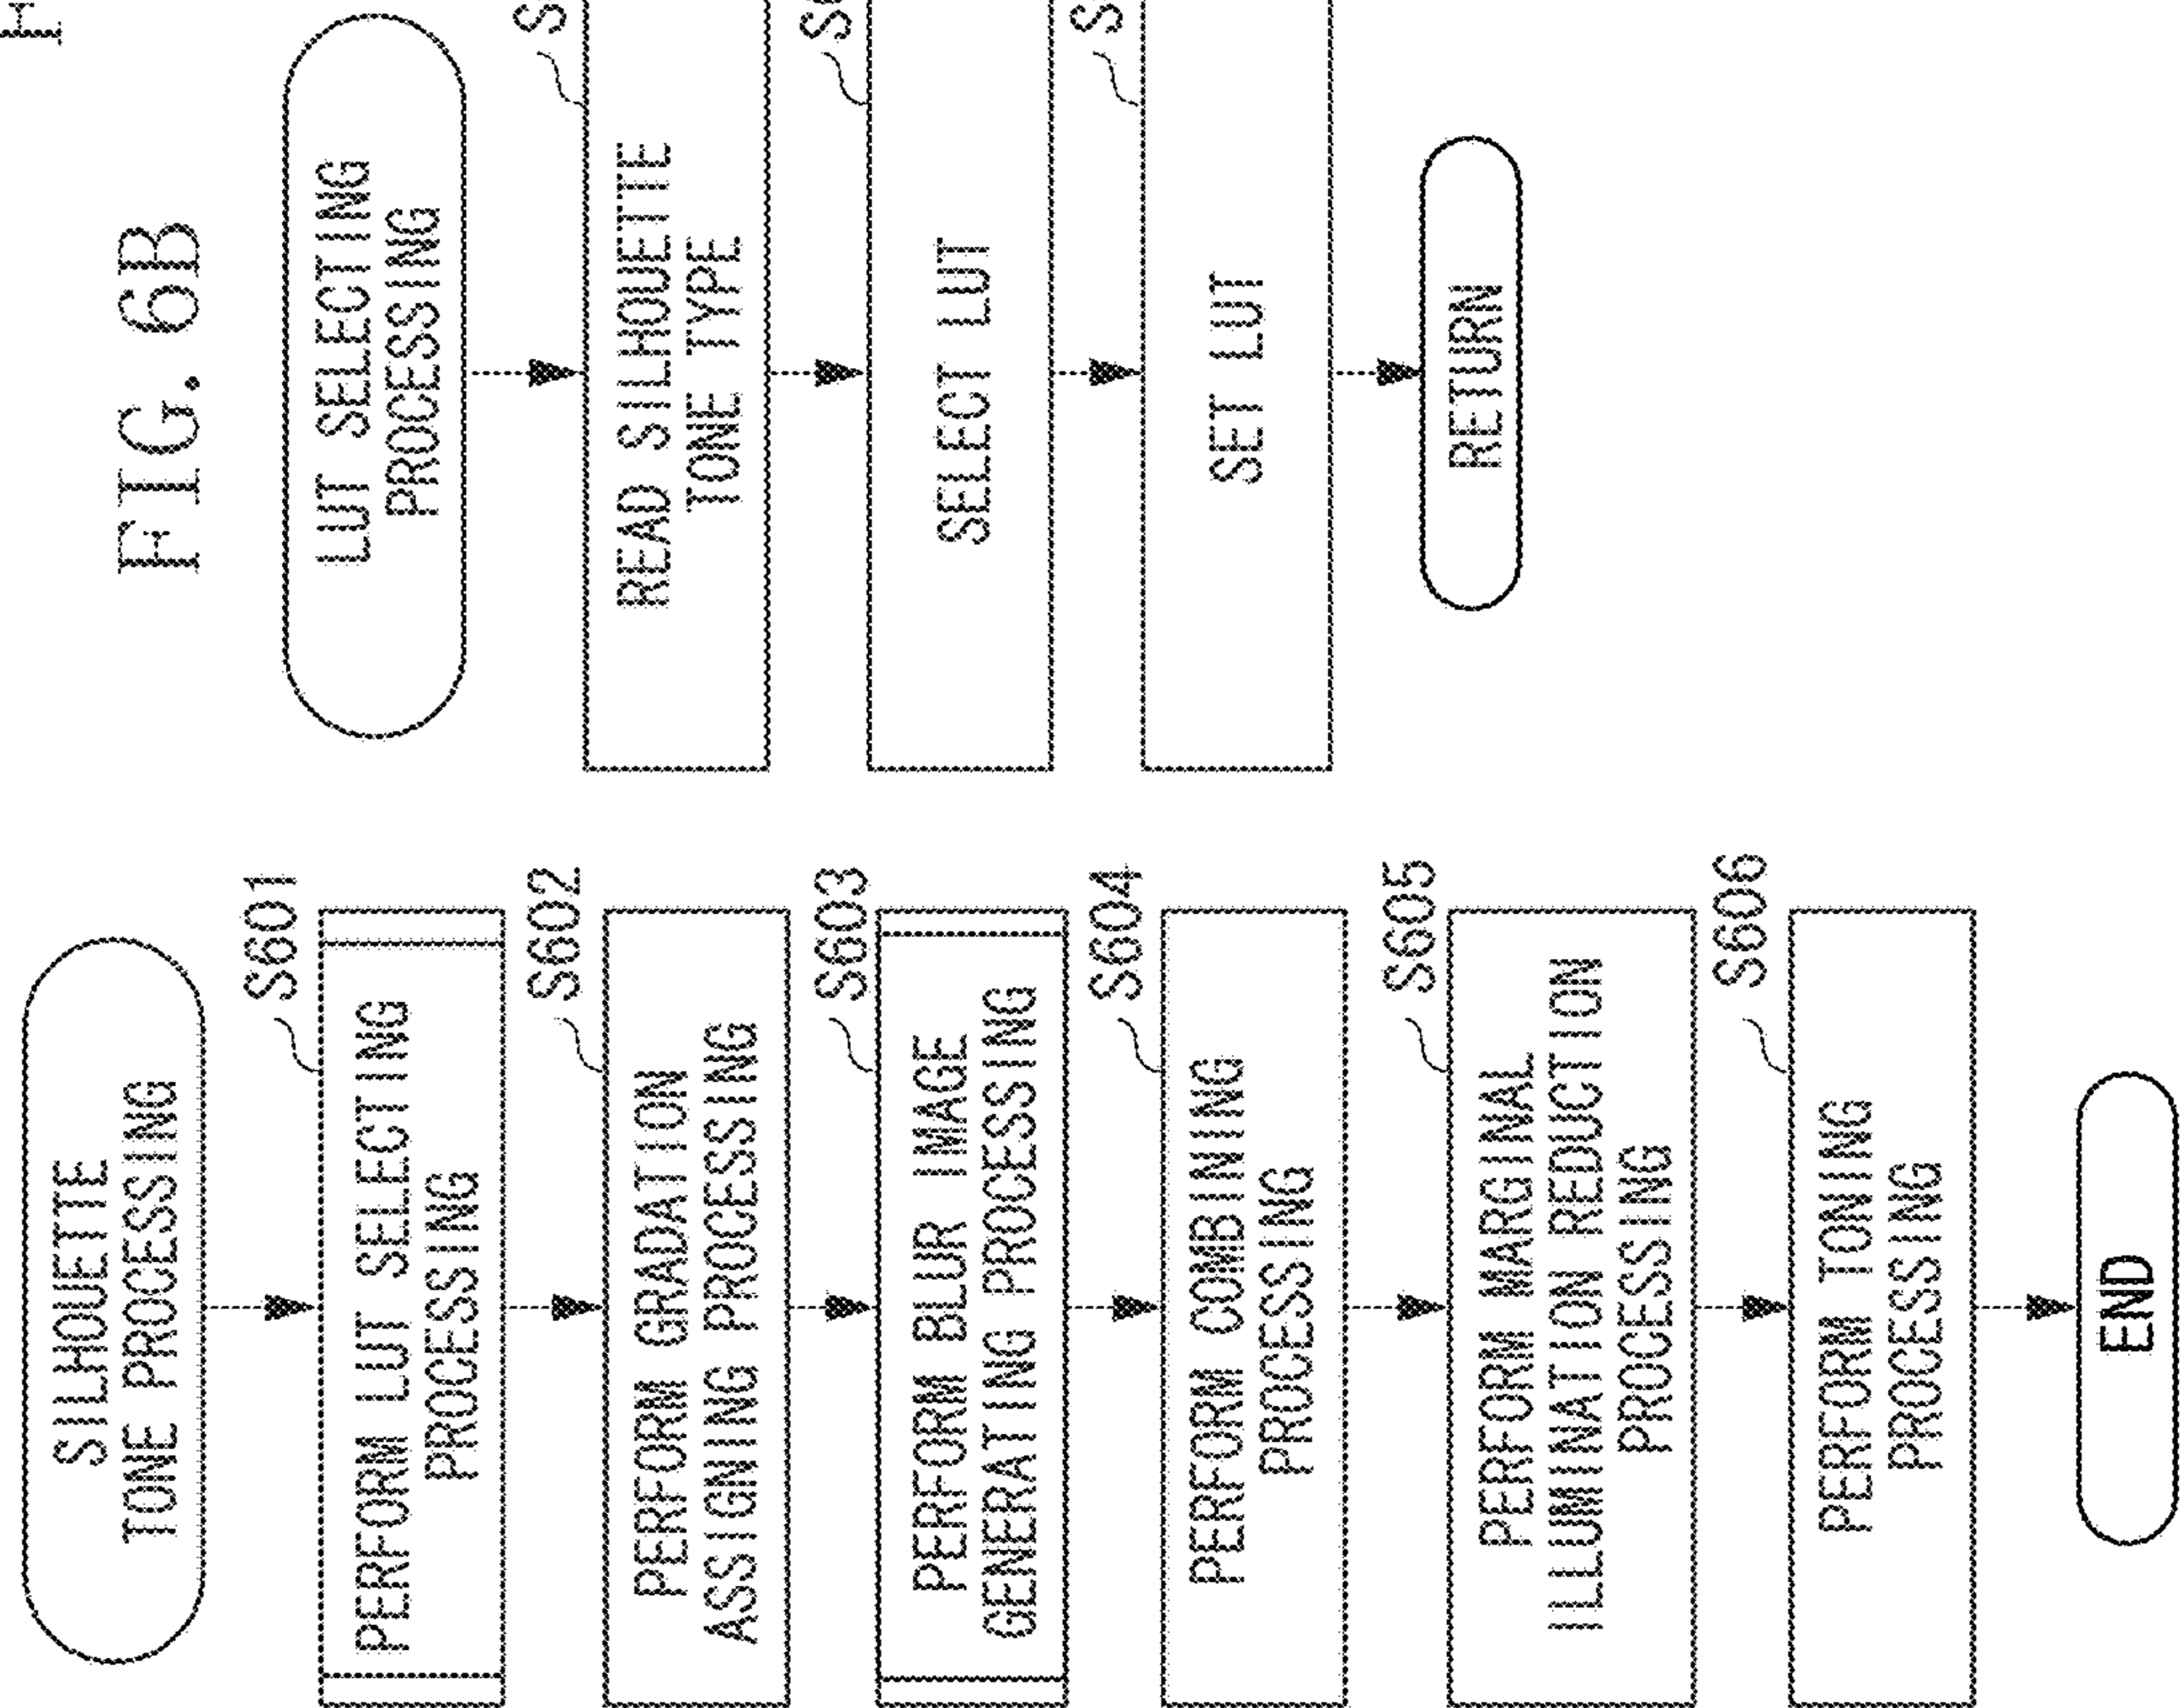 SILHOUETTE
TONE PROCESSING
S601
PERFORM LUT SELECTING
PROCESSING
S602
PERFORM GRADATION
ASSIGNING PROCESSING
S603
PERFORM BLUR IMAGE
GENERATING PROCESSING
S604
PERFORM COMBINING
PROCESSING
S605
PERFORM MARGINAL
ILLUMINATION REDUCTION
PROCESSING
S606
PERFORM TONING
PROCESSING
END
FIG. 6B
LUT SELECTING
PROCESSING
READ SILHOUETTE
TONE TYPE
SELECT LUT
SET LUT
RETURN